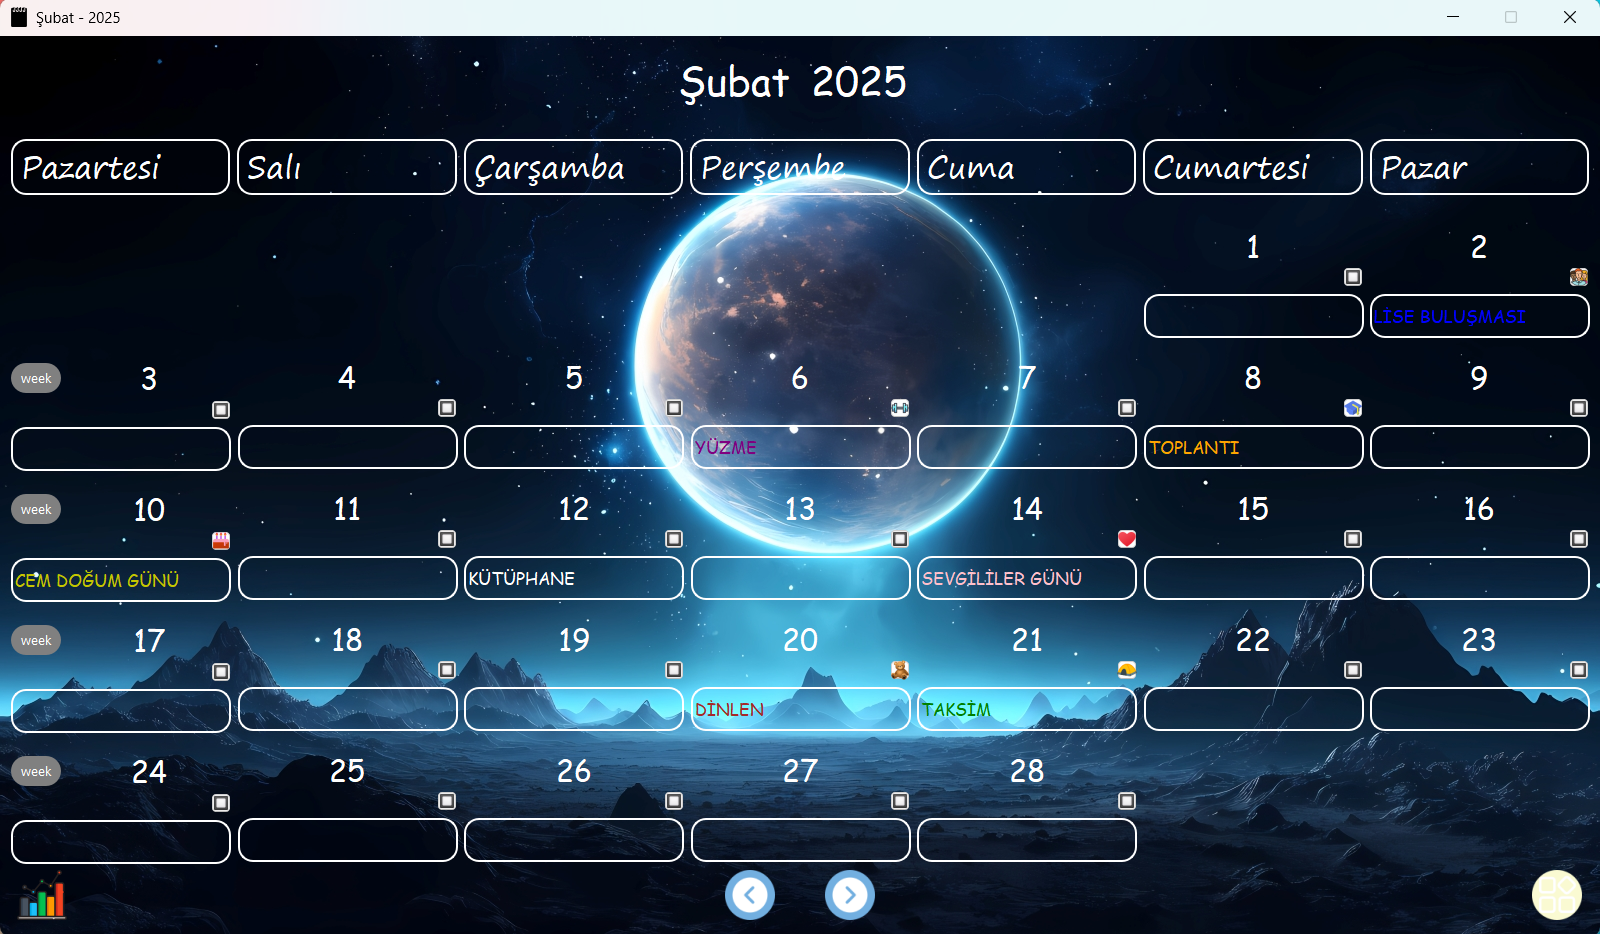 Şubat - 2025
Şubat 2025
Pazartesi Salı Çarşamba Perşembe Cuma Cumartesi Pazar
1 2
LİSE BULUŞMASI
week 3 4 5 6 7 8 9
YÜZME TOPLANTI
week 10 11 12 13 14 15 16
CEM DOĞUM GÜNÜ KÜTÜPHANE SEVGİLİLER GÜNÜ
week 17 18 19 20 21 22 23
DİNLEN TAKSİM
week 24 25 26 27 28